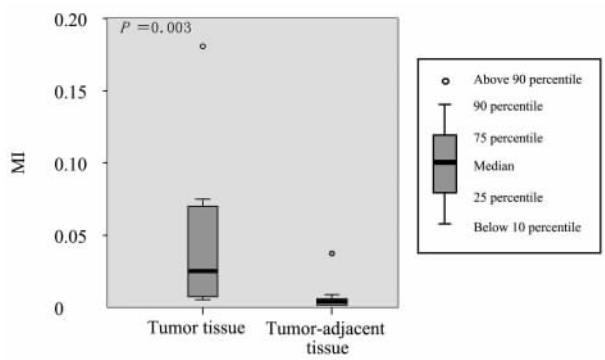 0.20
P =0.003
0.15
0.10
0.05
0
MI
Tumor tissue
Tumor-adjacent
tissue
Above 90 percentile
90 percentile
75 percentile
Median
25 percentile
Below 10 percentile